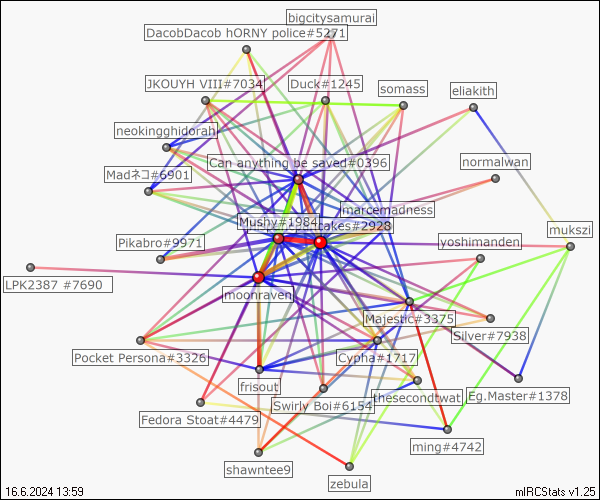 bigcitysamurai
DacobDacob hORNY police#5271
JKOUYH VIII#7034
Duck#1245
somass
eliakith
neokingghidorah
Can anything be saved#0396
normalwan
Madネコ#6901
marcemadness
Mushy#1984
takes#2928
mukszi
Pikabro#9971
yoshimanden
LPK2387 #7690
moonraven
Majestic#3375
Silver#7938
Pocket Persona#3326
Cypha#1717
frisout
thesecondtwat
Eg.Master#1378
Swirly Boi#6154
Fedora Stoat#4479
ming#4742
shawntee9
zebula
16.6.2024 13:59
mIRCStats v1.25